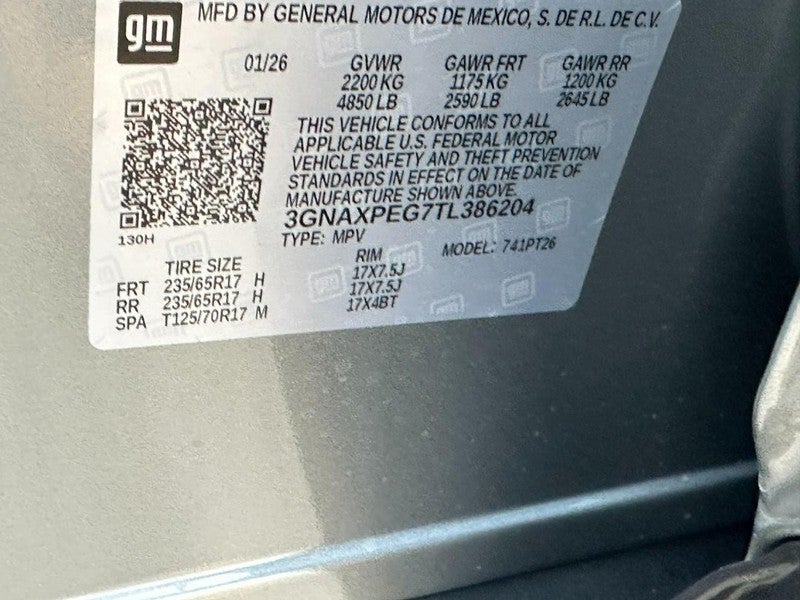 gm
MFD BY GENERAL MOTORS DE MEXICO, S. DE R.L. DE C.V.
01/26 GVWR GAWR FRT GAWR RR
2200 KG 1175 KG 1200 KG
4850 LB 2590 LB 2645 LB
THIS VEHICLE CONFORMS TO ALL
APPLICABLE U.S. FEDERAL MOTOR
VEHICLE SAFETY AND THEFT PREVENTION
STANDARDS IN EFFECT ON THE DATE OF
MANUFACTURE SHOWN ABOVE.
3GNAXPEG7TL386204
130H
TYPE: MPV MODEL: 741PT26
TIRE SIZE RIM
FRT 235/65R17 H 17X7.5J
RR 235/65R17 H 17X7.5J
SPA T125/70R17 M 17X4BT